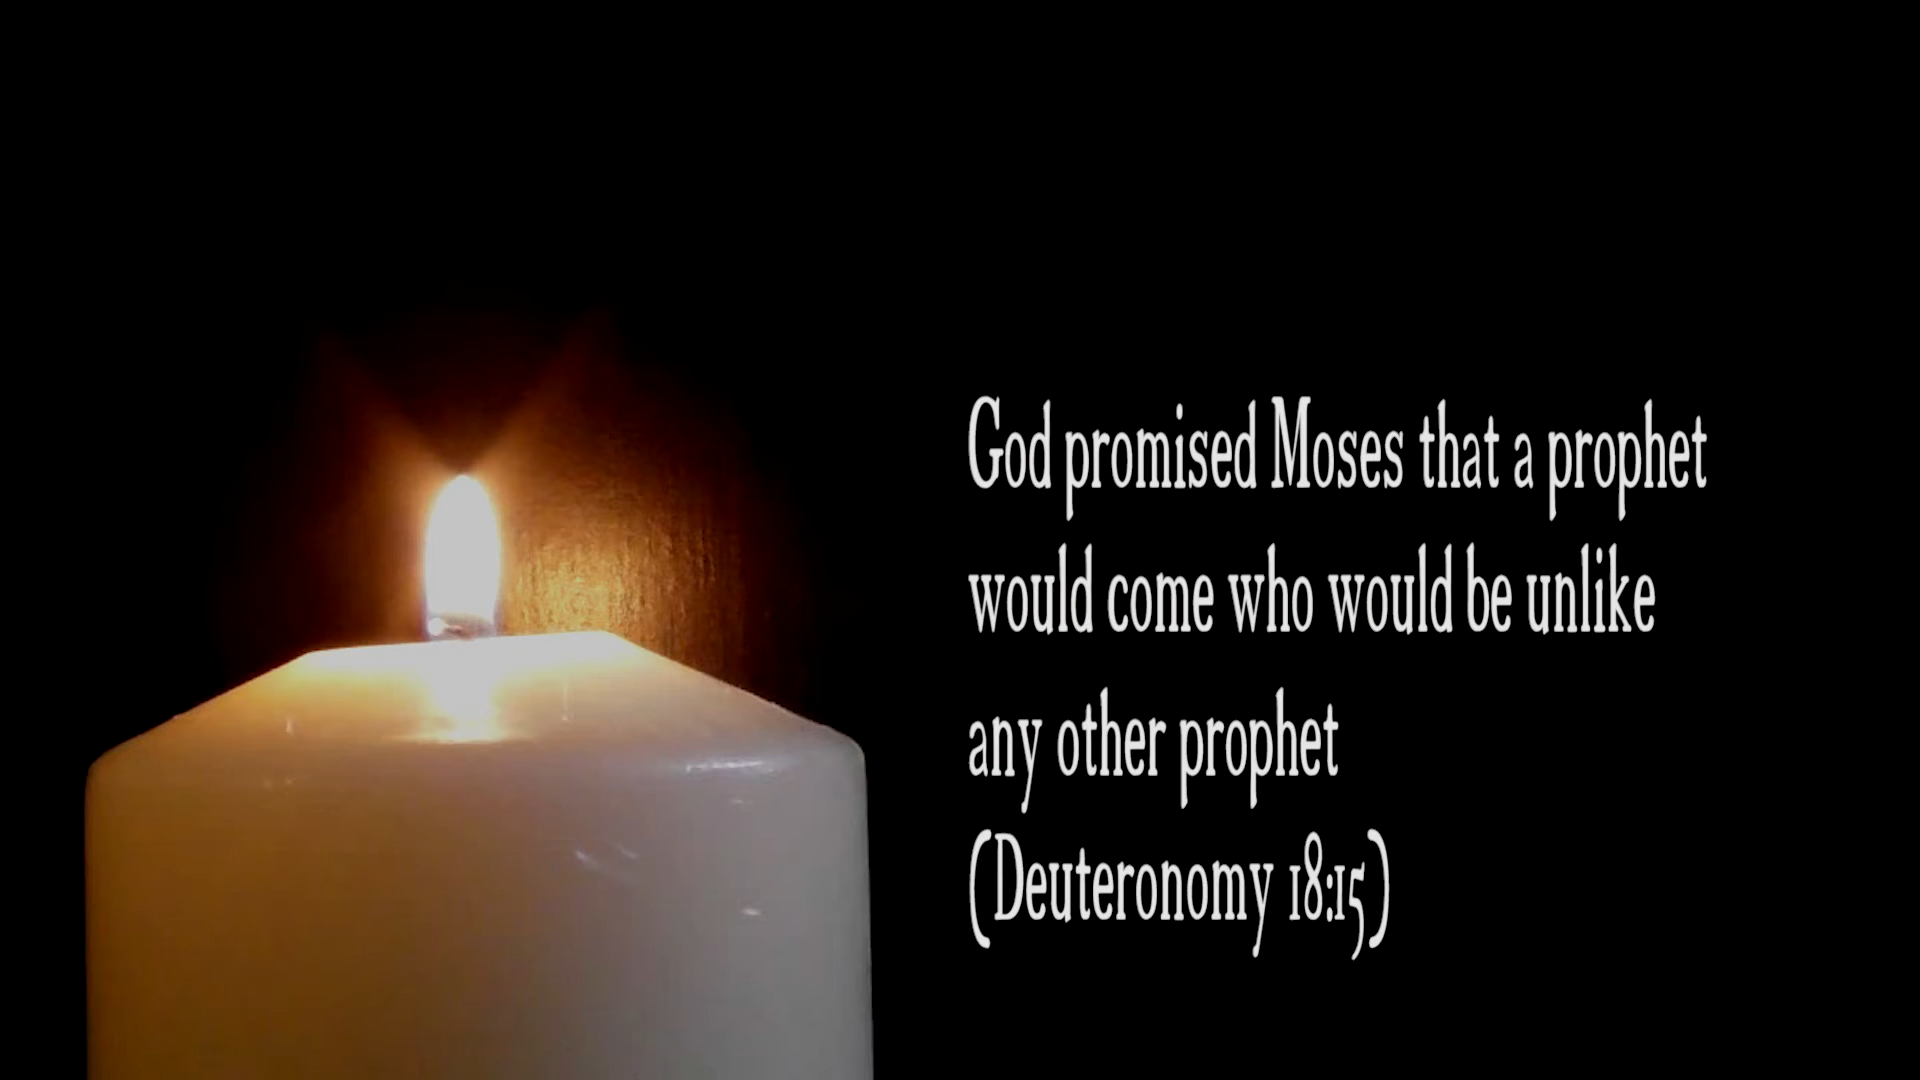 God promised Moses that a prophet
would come who would be unlike
any other prophet
(Deuteronomy 18:15)